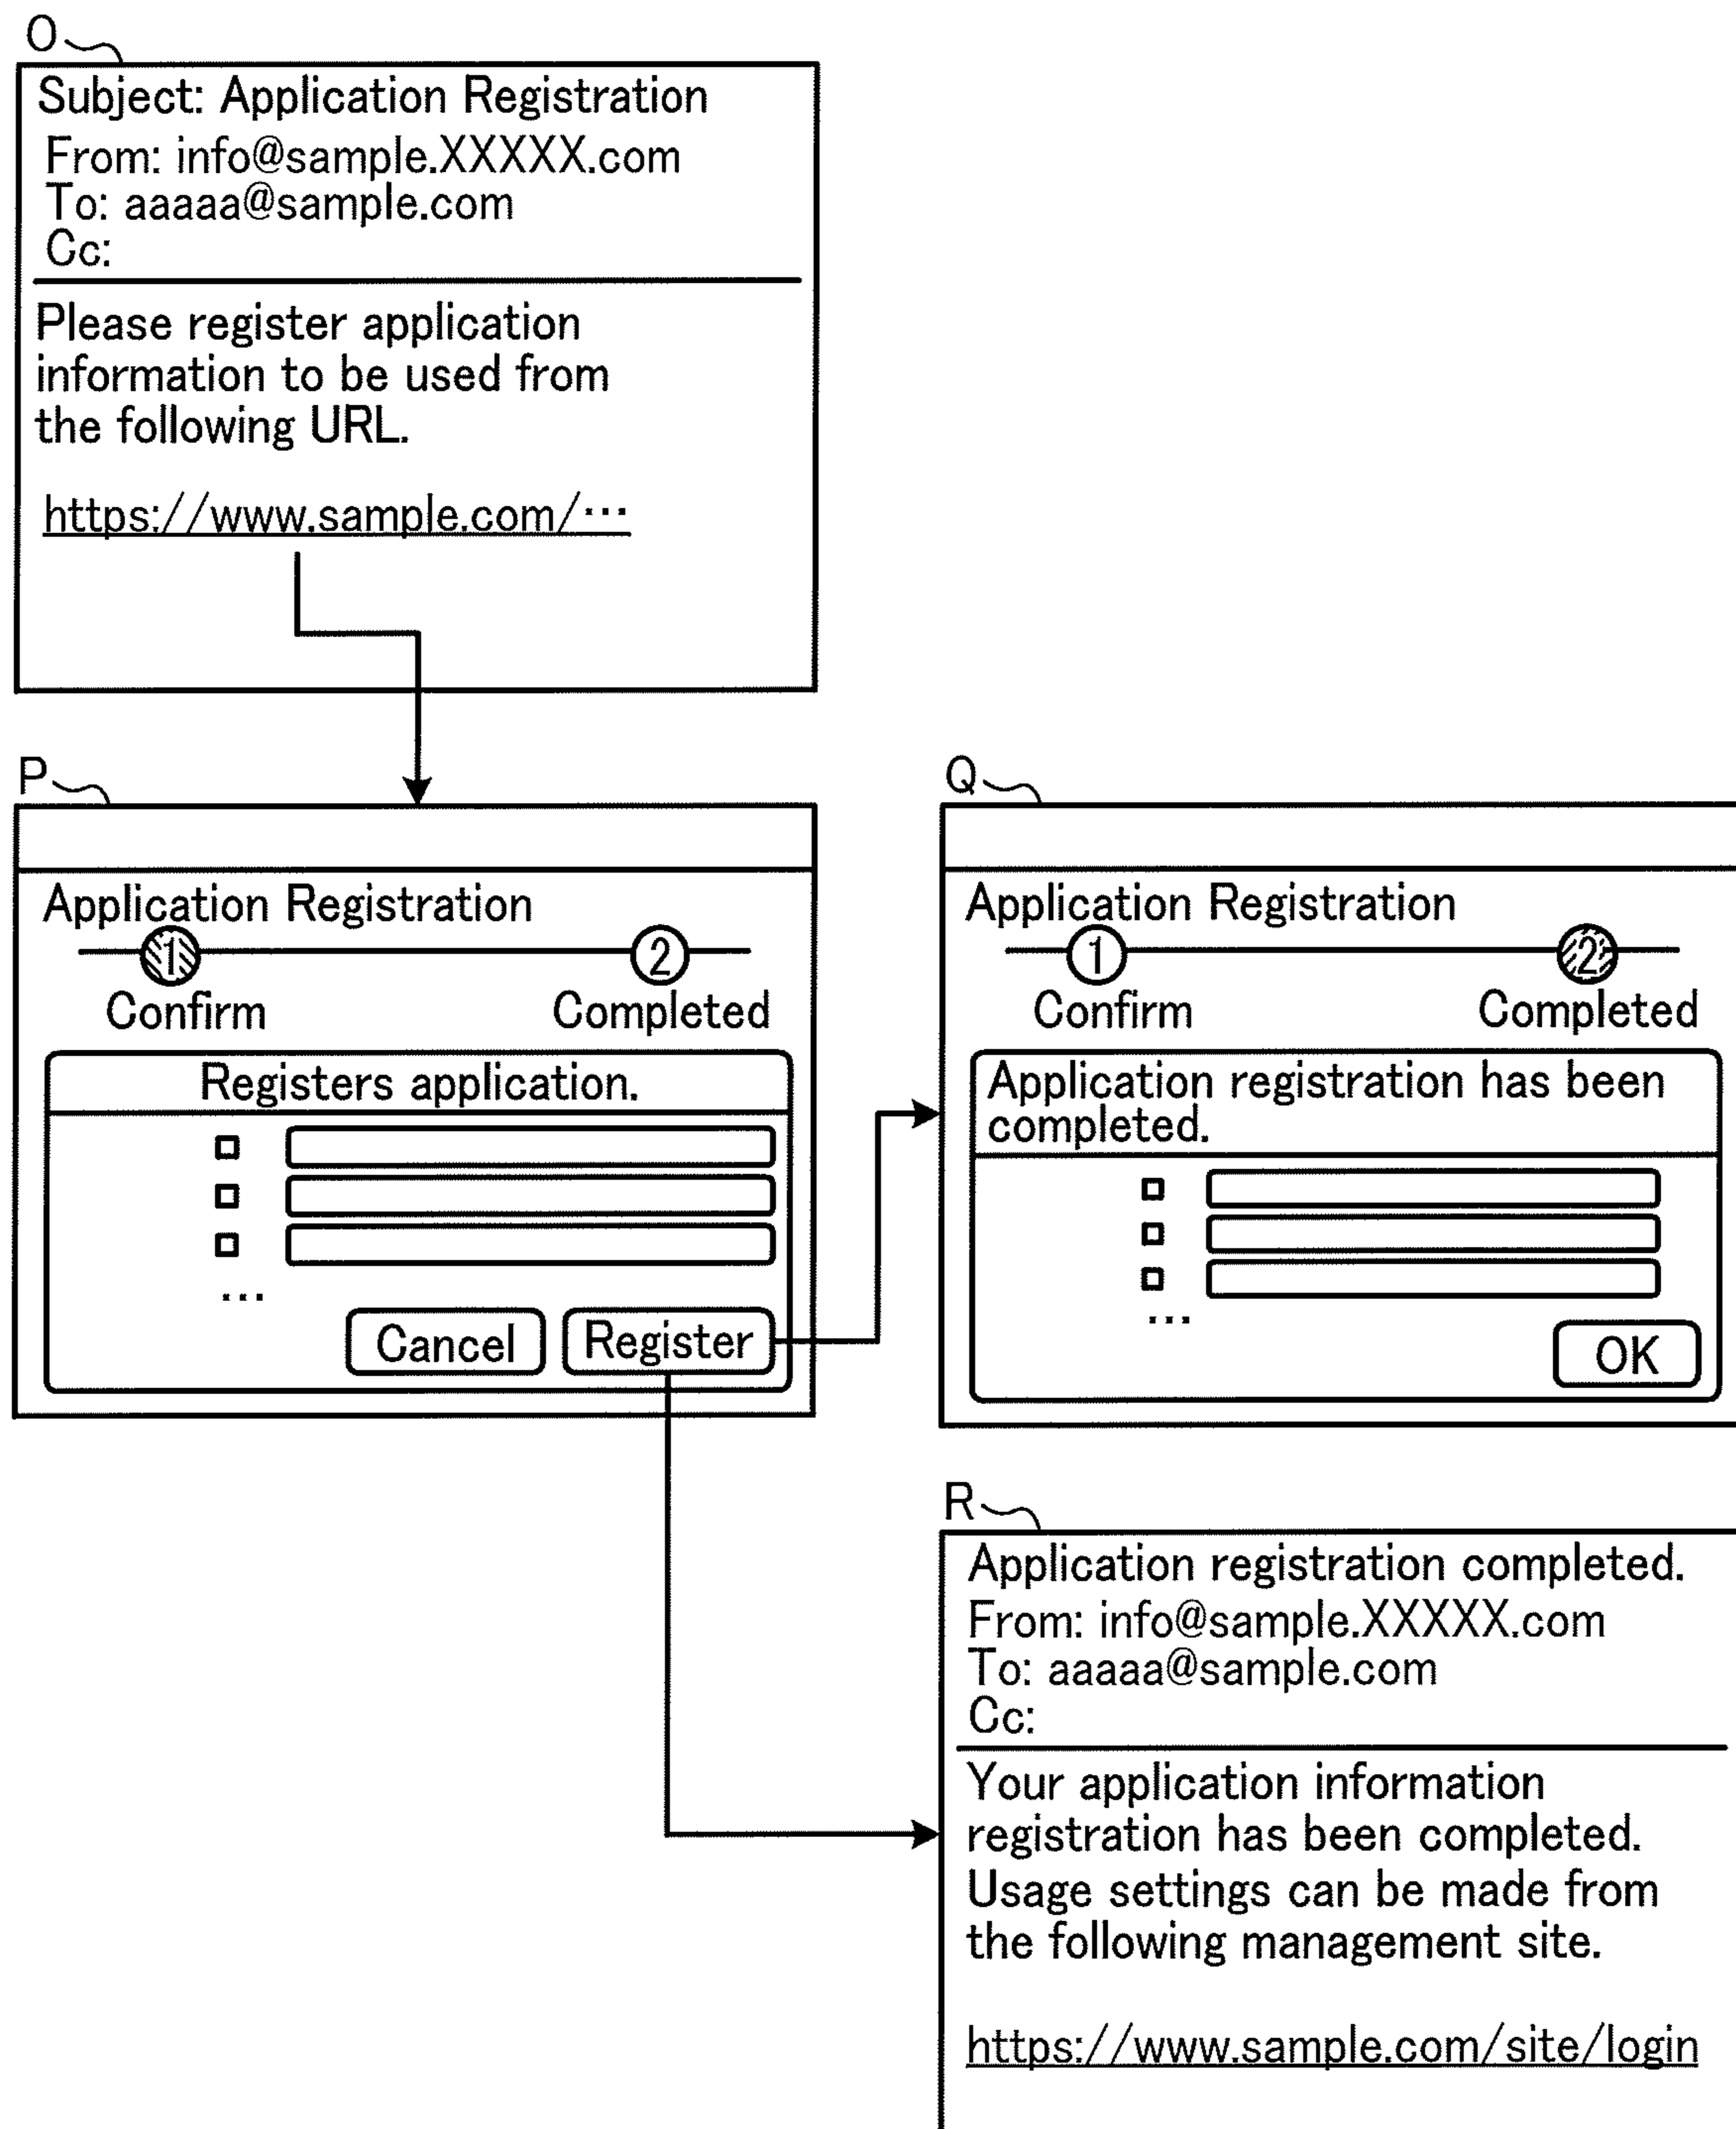 O
Subject: Application Registration
From: info@sample.XXXXX.com
To: aaaaa@sample.com
Cc:
Please register application
information to be used from
the following URL.
https://www.sample.com/···
P
Application Registration
1 2
Confirm Completed
Registers application.
...
Cancel Register
Q
Application Registration
1 2
Confirm Completed
Application registration has been
completed.
...
OK
R
Application registration completed.
From: info@sample.XXXXX.com
To: aaaaa@sample.com
Cc:
Your application information
registration has been completed.
Usage settings can be made from
the following management site.
https://www.sample.com/site/login